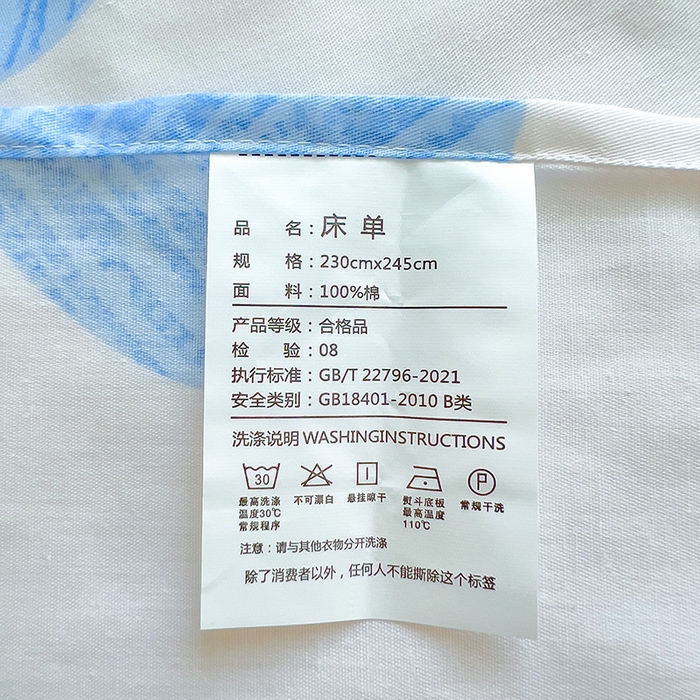 品 名：床 单
规 格：230cmx245cm
面 料：100%棉
产品等级：合格品
检 验：08
执行标准：GB/T 22796-2021
安全类别：GB18401-2010 B类
洗涤说明 WASHINGINSTRUCTIONS
30 P
最高洗涤 不可漂白 悬挂晾干 熨斗底板 常规干洗
温度30℃ 最高温度
常规程序 110℃
注意：请与其他衣物分开洗涤
除了消费者以外，任何人不能撕除这个标签